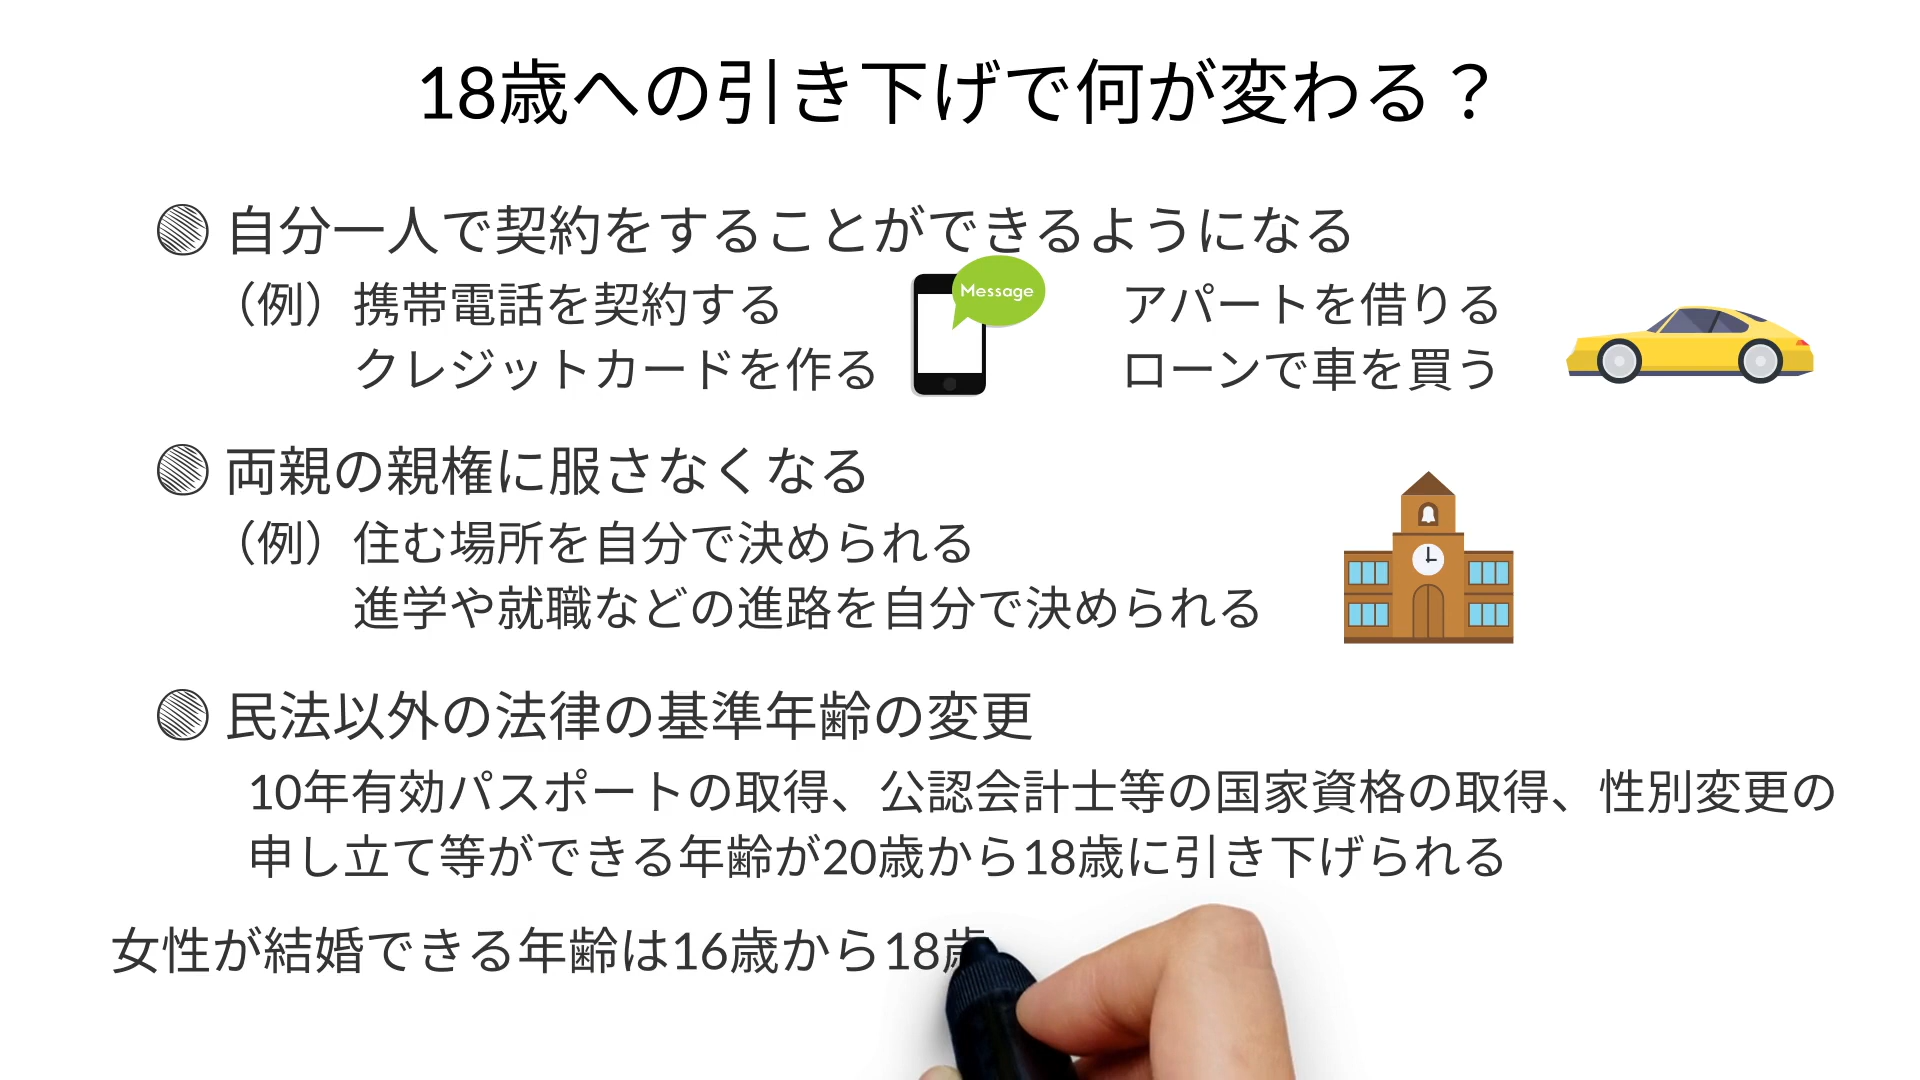 18歳への引き下げで何が変わる？
自分一人で契約をすることができるようになる
（例）携帯電話を契約する
クレジットカードを作る
Message
アパートを借りる
ローンで車を買う
両親の親権に服さなくなる
（例）住む場所を自分で決められる
進学や就職などの進路を自分で決められる
民法以外の法律の基準年齢の変更
10年有効パスポートの取得、公認会計士等の国家資格の取得、性別変更の
申し立て等ができる年齢が20歳から18歳に引き下げられる
女性が結婚できる年齢は16歳から18歳